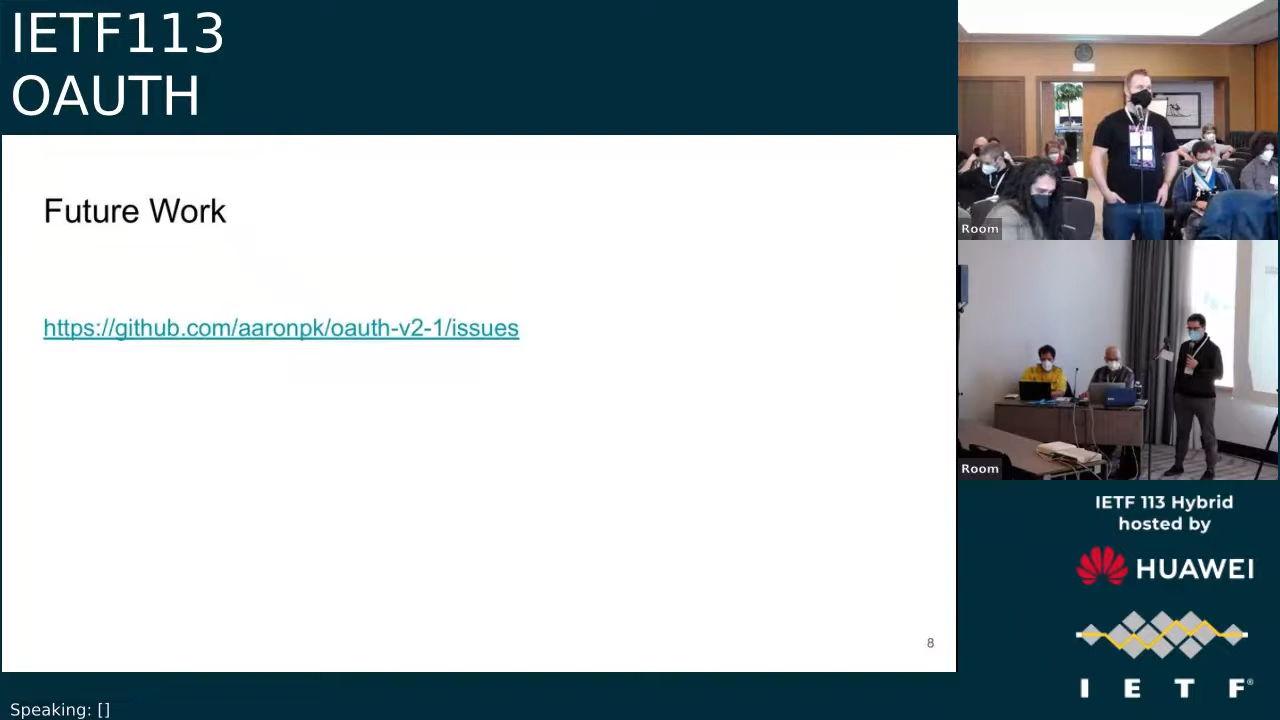 IETF113
OAUTH
Future Work
https://github.com/aaronpk/oauth-v2-1/issues
8
Room
Room
IETF 113 Hybrid
hosted by
HUAWEI
I E T F®
Speaking: []